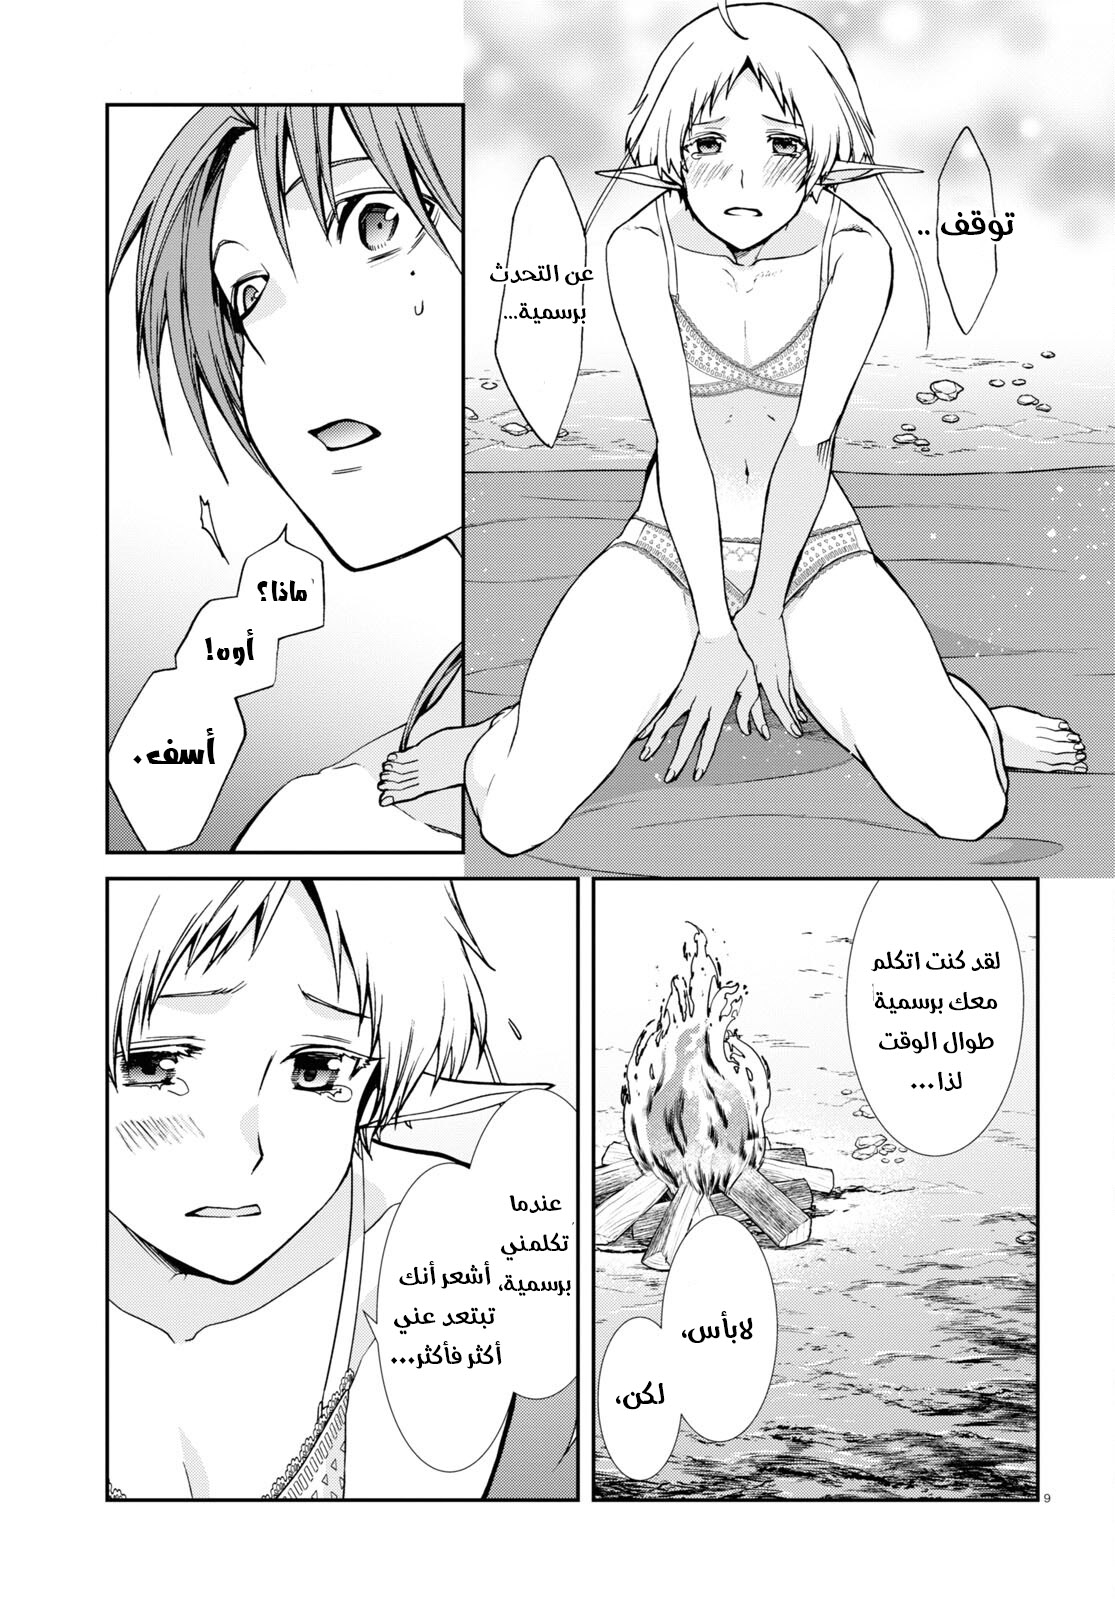 توقف ..
عن التحدث
برسمية...
ماذا؟
أوه!
أسف.
لقد كنت اتكلم
معك برسمية
طوال الوقت
لذا...
لابأس،
لكن،
عندما
تكلمني
برسمية،
أشعر أنك
تبتعد عني
أكثر فأكثر...
9